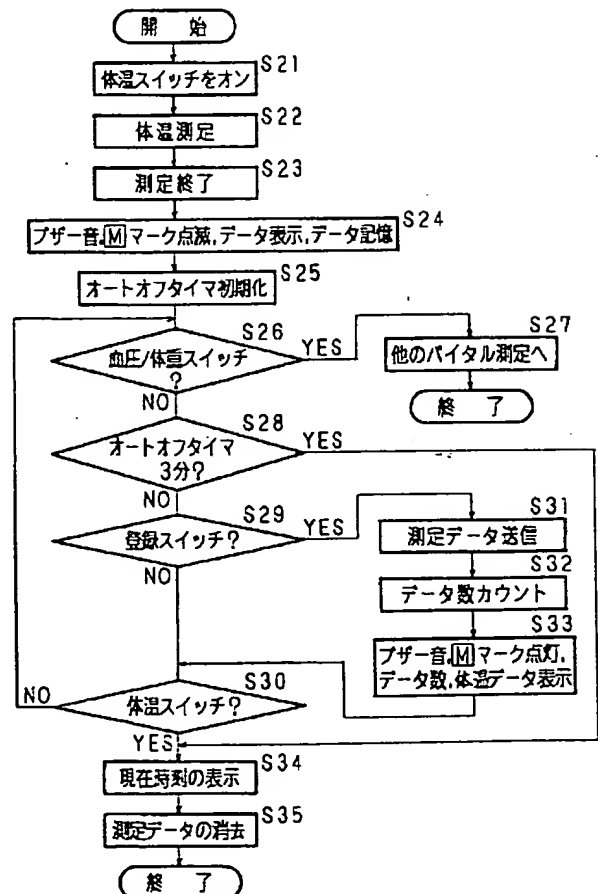 開 始
S21
体温スイッチをオン
S22
体温測定
S23
測定終了
S24
ブザー音,Mマーク点滅,データ表示,データ記憶
S25
オートオフタイマ初期化
S26
血圧/体重スイッチ
?
YES
NO
S27
他のバイタル測定へ
終 了
S28
オートオフタイマ
3分?
YES
NO
S29
登録スイッチ?
YES
NO
S31
測定データ送信
S32
データ数カウント
S33
ブザー音,Mマーク点灯,
データ数,体温データ表示
S30
体温スイッチ?
NO
YES
S34
現在時刻の表示
S35
測定データの消去
終 了